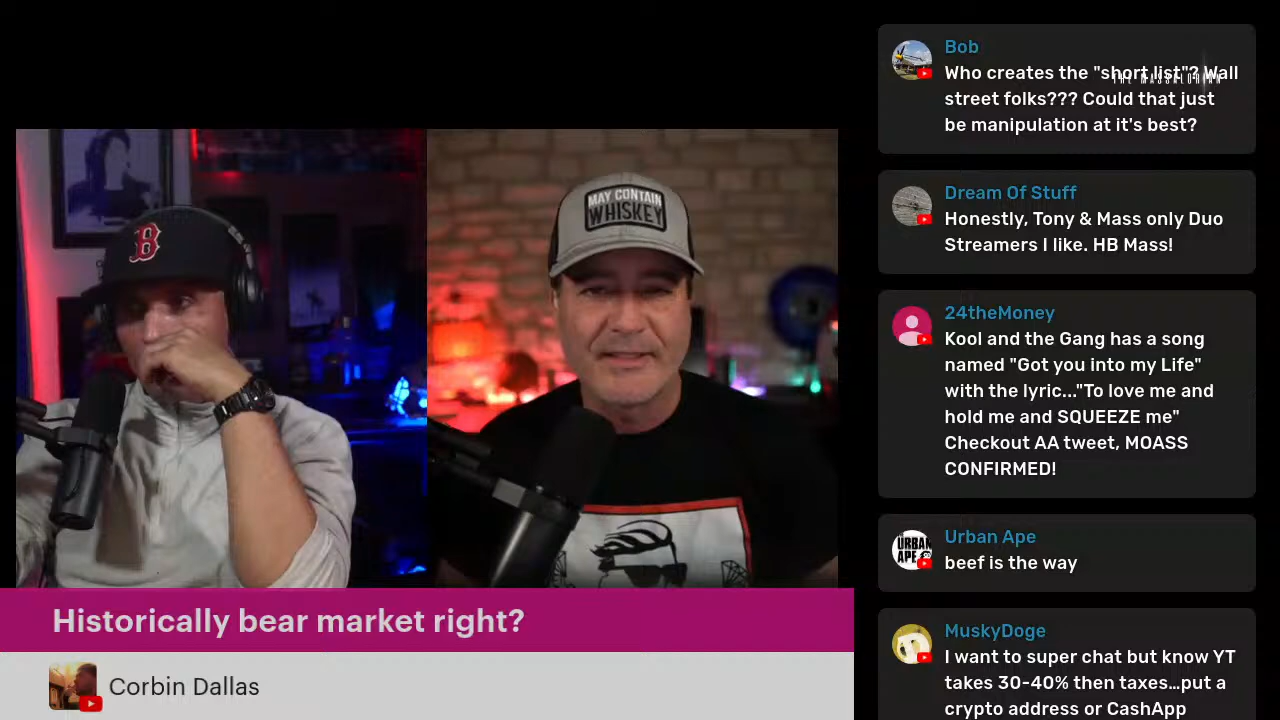 B
MAY CONTAIN
WHISKEY
Historically bear market right?
Corbin Dallas
Bob
Who creates the "short list"? Wall
street folks??? Could that just
be manipulation at it's best?
THE MASSALORIAN
Dream Of Stuff
Honestly, Tony & Mass only Duo
Streamers I like. HB Mass!
24theMoney
Kool and the Gang has a song
named "Got you into my Life"
with the lyric..."To love me and
hold me and SQUEEZE me"
Checkout AA tweet, MOASS
CONFIRMED!
URBAN
APE
Urban Ape
beef is the way
MuskyDoge
I want to super chat but know YT
takes 30-40% then taxes…put a
crypto address or CashApp